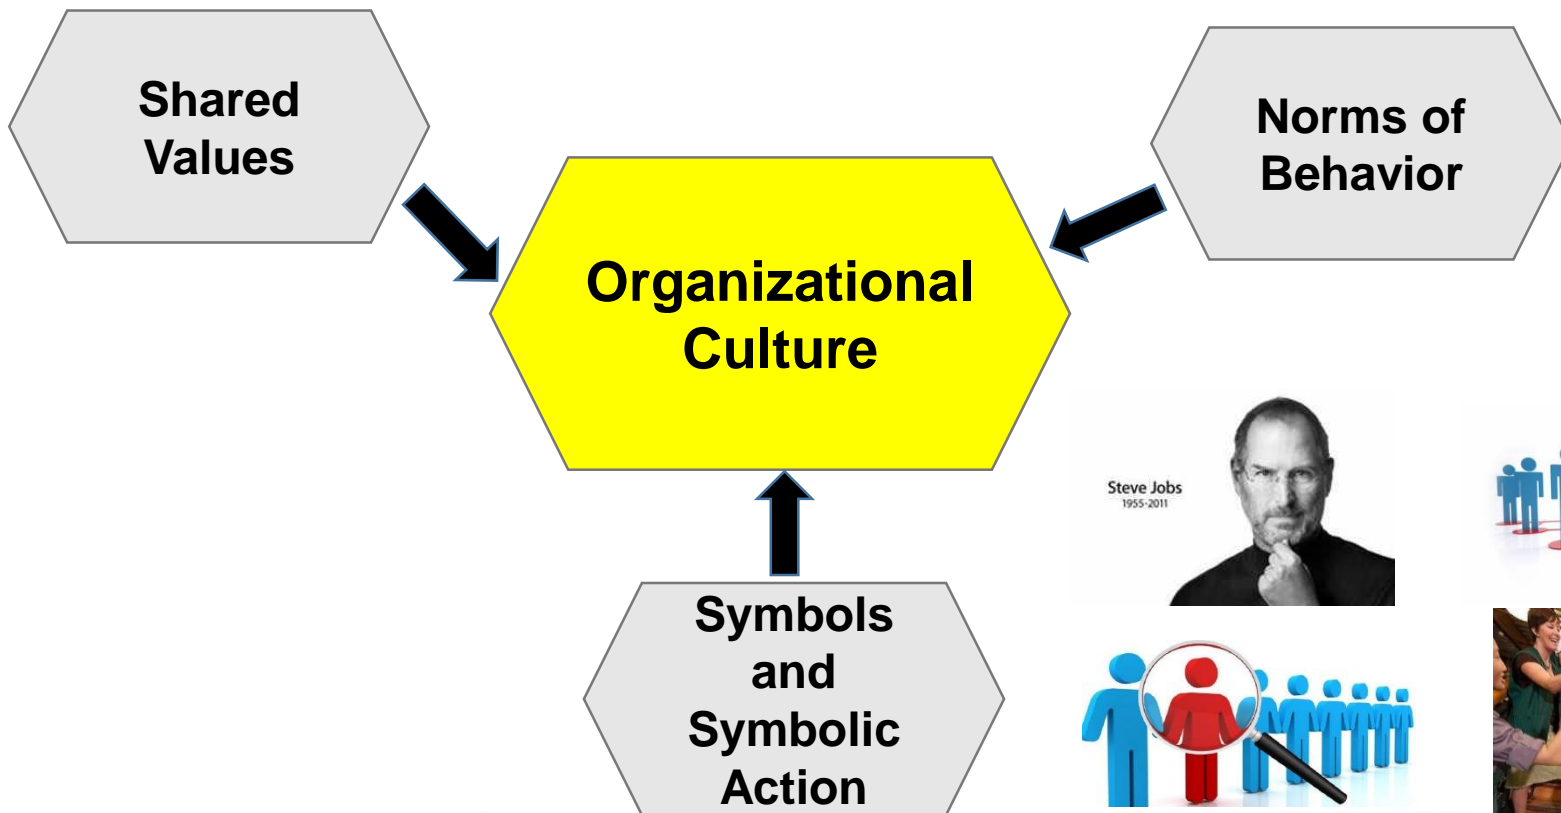 Shared
Values
Norms of
Behavior
Organizational
Culture
Steve Jobs
1955-2011
Symbols
and
Symbolic
Action